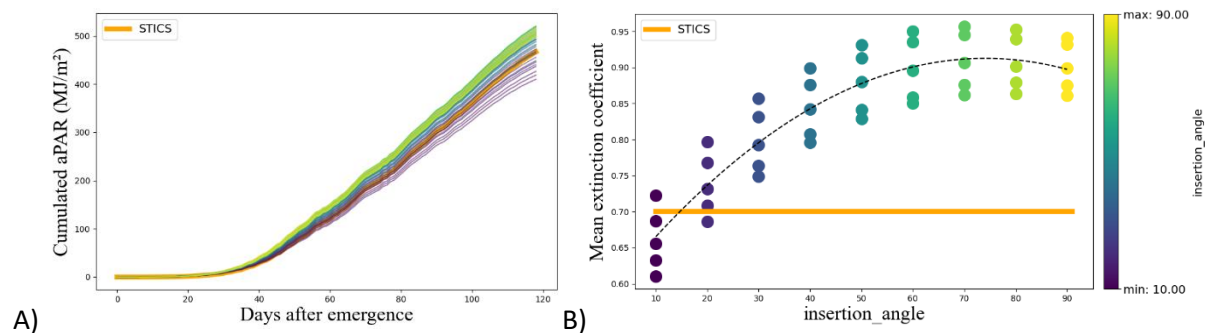 STICS
500
400
300
200
100
0
Cumulated aPAR (MJ/m²)
0 20 40 60 80 100 120
Days after emergence
A)
STICS
0.95
0.90
0.85
0.80
0.75
0.70
0.65
0.60
Mean extinction coefficient
10 20 30 40 50 60 70 80 90
insertion_angle
B)
max: 90.00
insertion_angle
min: 10.00